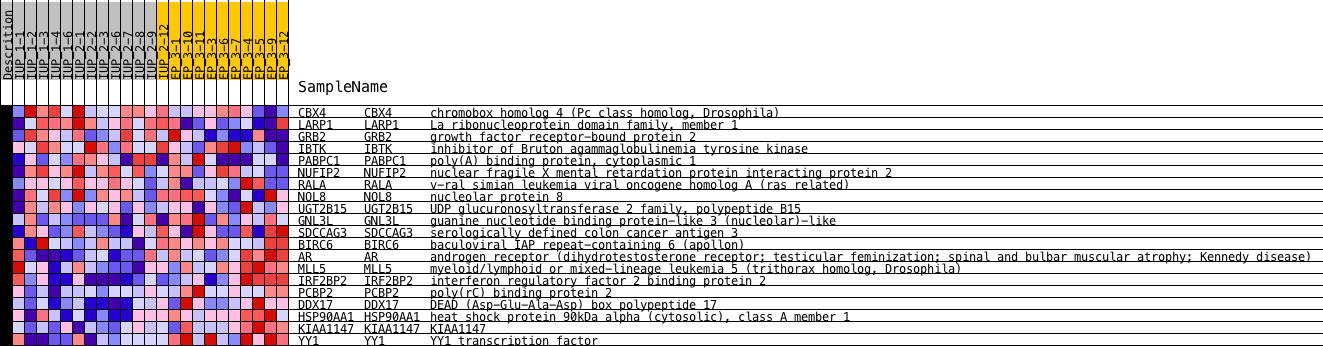 Descrition
IUP_1-1
IUP_1-2
IUP_1-3
IUP_1-4
IUP_1-6
IUP_2-1
IUP_2-2
IUP_2-3
IUP_2-6
IUP_2-7
IUP_2-8
IUP_2-9
IUP_2-12
EP_3-1
EP_3-10
EP_3-11
EP_3-3
EP_3-6
EP_3-7
EP_3-4
EP_3-5
EP_3-9
EP_3-12
SampleName
CBX4 CBX4 chromobox homolog 4 (Pc class homolog, Drosophila)
LARP1 LARP1 La ribonucleoprotein domain family, member 1
GRB2 GRB2 growth factor receptor-bound protein 2
IBTK IBTK inhibitor of Bruton agammaglobulinemia tyrosine kinase
PABPC1 PABPC1 poly(A) binding protein, cytoplasmic 1
NUFIP2 NUFIP2 nuclear fragile X mental retardation protein interacting protein 2
RALA RALA v-ral simian leukemia viral oncogene homolog A (ras related)
NOL8 NOL8 nucleolar protein 8
UGT2B15 UGT2B15 UDP glucuronosyltransferase 2 family, polypeptide B15
GNL3L GNL3L guanine nucleotide binding protein-like 3 (nucleolar)-like
SDCCAG3 SDCCAG3 serologically defined colon cancer antigen 3
BIRC6 BIRC6 baculoviral IAP repeat-containing 6 (apollon)
AR AR androgen receptor (dihydrotestosterone receptor; testicular feminization; spinal and bulbar muscular atrophy; Kennedy disease)
MLL5 MLL5 myeloid/lymphoid or mixed-lineage leukemia 5 (trithorax homolog, Drosophila)
IRF2BP2 IRF2BP2 interferon regulatory factor 2 binding protein 2
PCBP2 PCBP2 poly(rC) binding protein 2
DDX17 DDX17 DEAD (Asp-Glu-Ala-Asp) box polypeptide 17
HSP90AA1 HSP90AA1 heat shock protein 90kDa alpha (cytosolic), class A member 1
KIAA1147 KIAA1147 KIAA1147
YY1 YY1 YY1 transcription factor